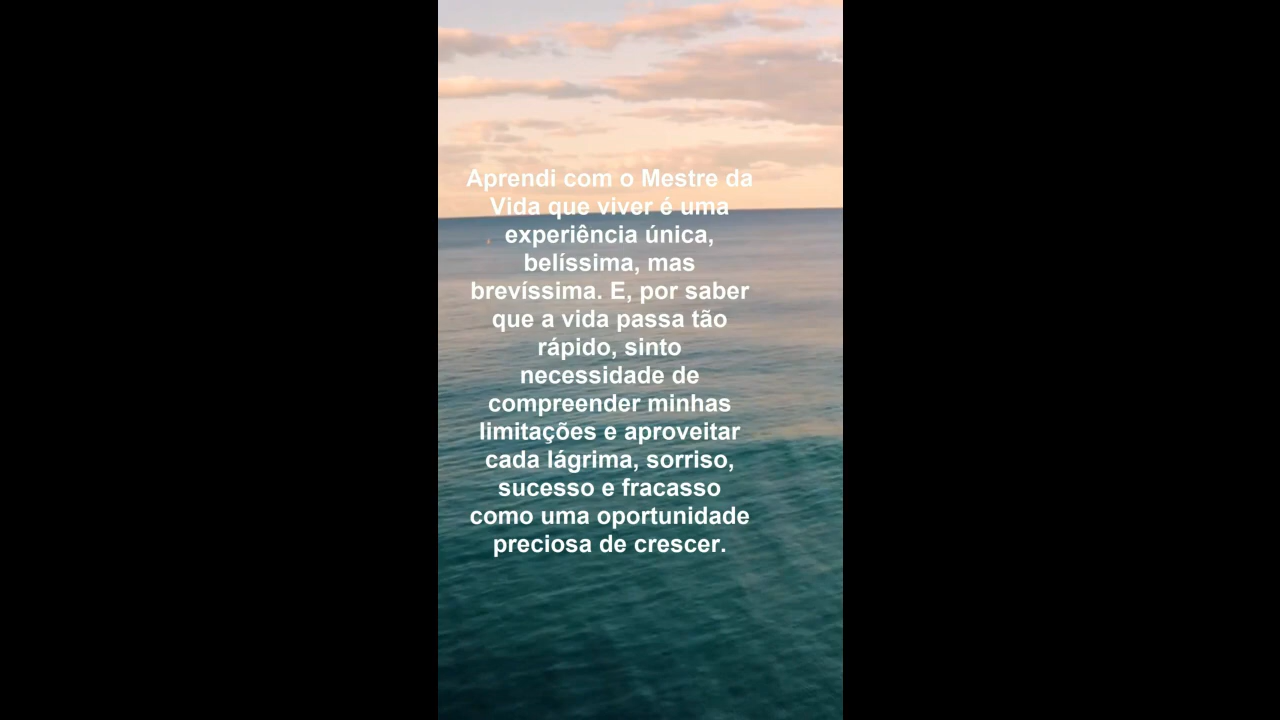 Aprendi com o Mestre da
Vida que viver é uma
experiência única,
belíssima, mas
brevíssima. E, por saber
que a vida passa tão
rápido, sinto
necessidade de
compreender minhas
limitações e aproveitar
cada lágrima, sorriso,
sucesso e fracasso
como uma oportunidade
preciosa de crescer.